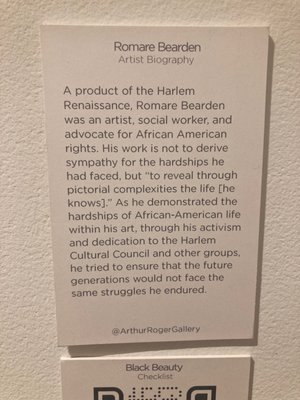 Romare Bearden
Artist Biography
A product of the Harlem
Renaissance, Romare Bearden
was an artist, social worker, and
advocate for African American
rights. His work is not to derive
sympathy for the hardships he
had faced, but "to reveal through
pictorial complexities the life [he
knows]." As he demonstrated the
hardships of African-American life
within his art, through his activism
and dedication to the Harlem
Cultural Council and other groups,
he tried to ensure that the future
generations would not face the
same struggles he endured.
@ArthurRogerGallery
Black Beauty
Checklist